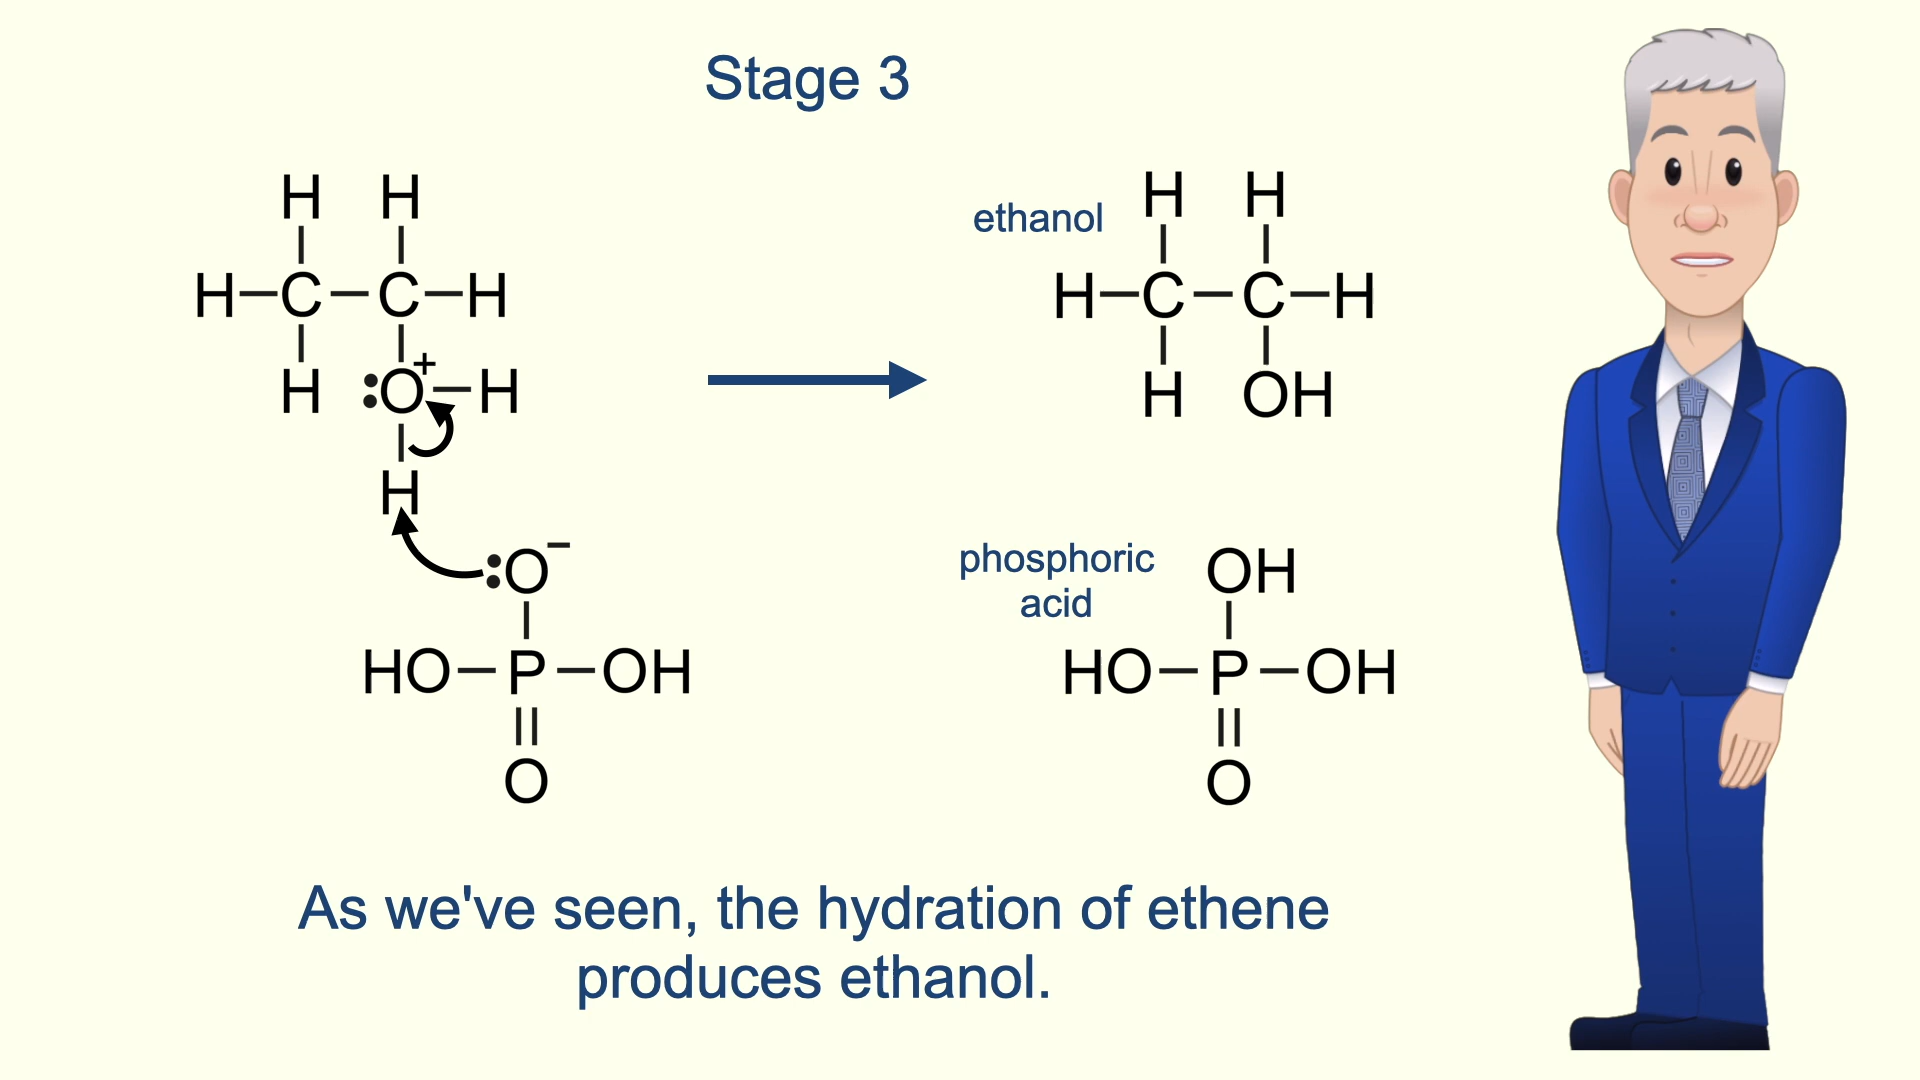 Stage 3
H H
H C C H
H :O+ H
H
:O−
HO P OH
O
ethanol
H H
H C C H
H OH
phosphoric
acid
OH
HO P OH
O
As we've seen, the hydration of ethene
produces ethanol.